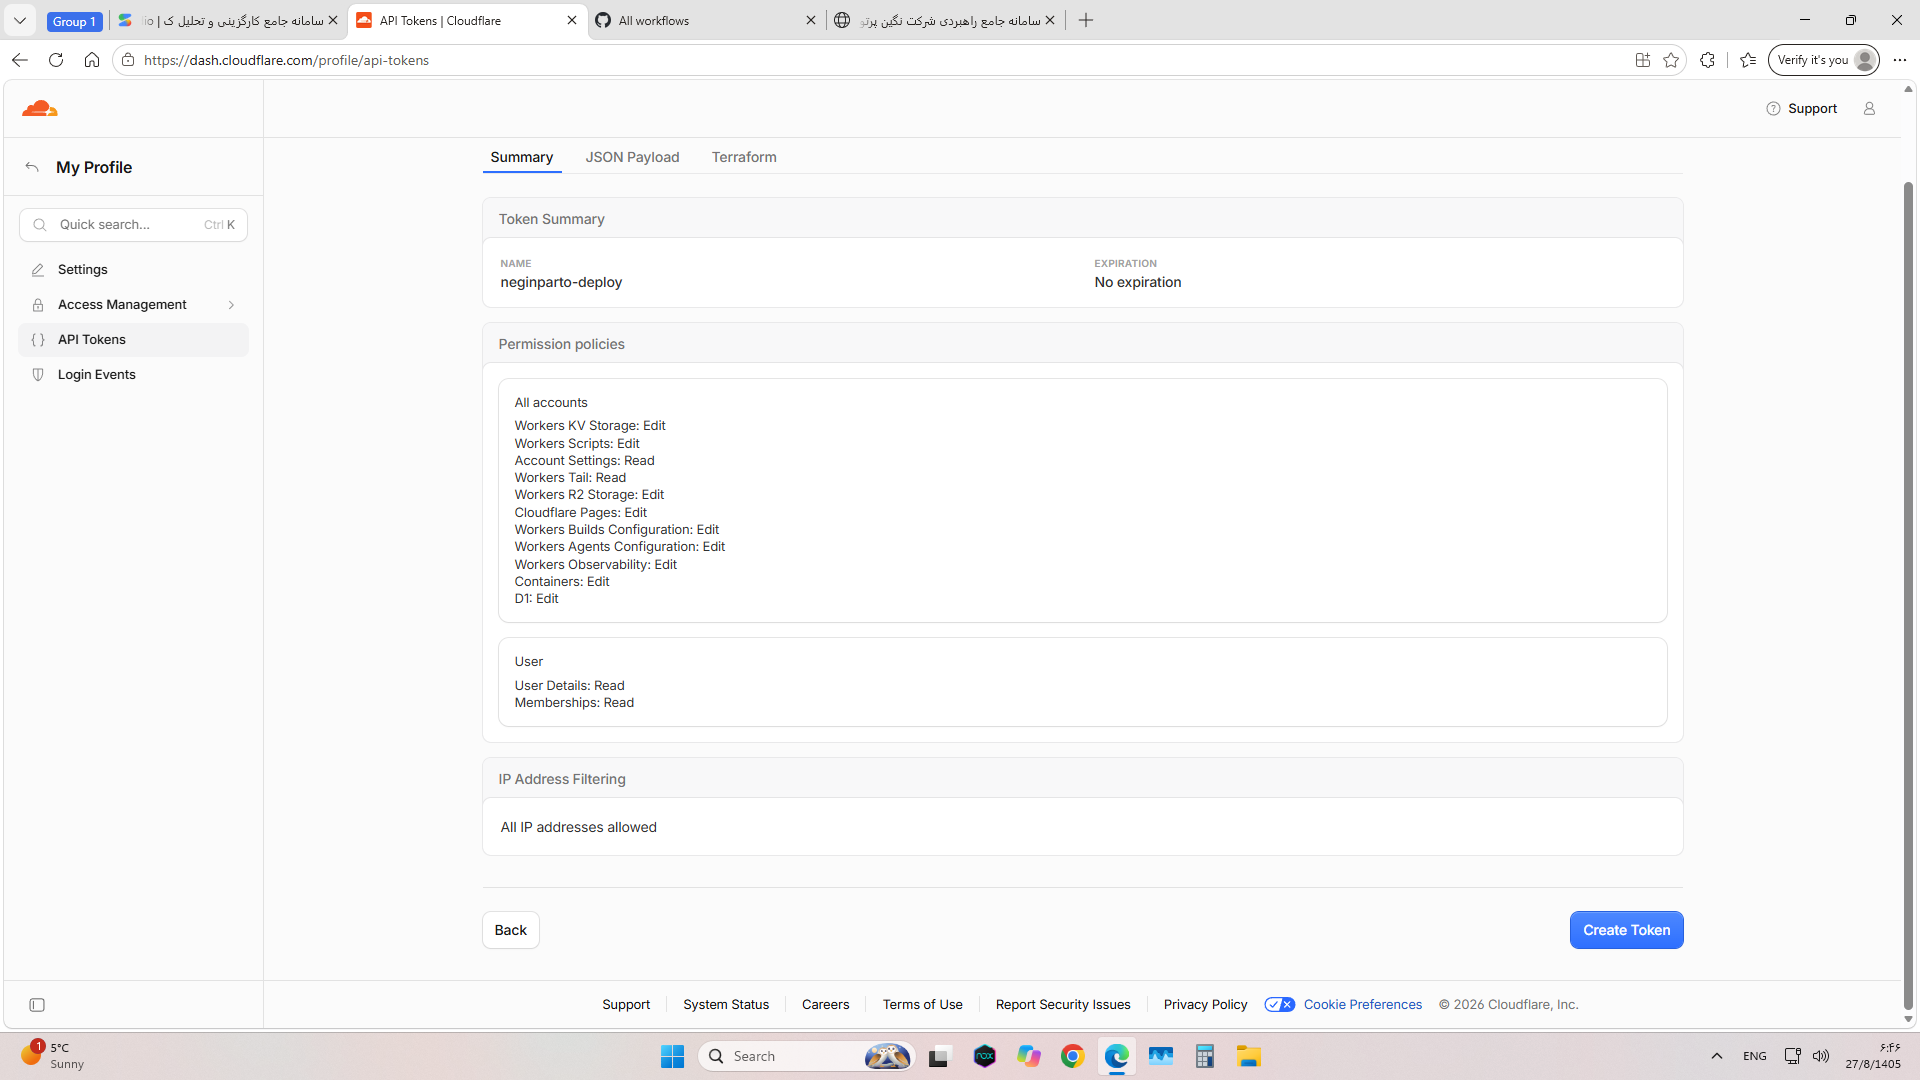 Group 1
سامانه جامع کارگزینی و تحلیل ک | io
API Tokens | Cloudflare
All workflows
سامانه جامع راهبردی شرکت نگین پرتو
https://dash.cloudflare.com/profile/api-tokens
Verify it's you
Support
My Profile
Quick search...
Ctrl K
Settings
Access Management
API Tokens
Login Events
Summary
JSON Payload
Terraform
Token Summary
NAME
neginparto-deploy
EXPIRATION
No expiration
Permission policies
All accounts
Workers KV Storage: Edit
Workers Scripts: Edit
Account Settings: Read
Workers Tail: Read
Workers R2 Storage: Edit
Cloudflare Pages: Edit
Workers Builds Configuration: Edit
Workers Agents Configuration: Edit
Workers Observability: Edit
Containers: Edit
D1: Edit
User
User Details: Read
Memberships: Read
IP Address Filtering
All IP addresses allowed
Back
Create Token
Support
System Status
Careers
Terms of Use
Report Security Issues
Privacy Policy
Cookie Preferences
© 2026 Cloudflare, Inc.
1
5°C
Sunny
Search
nox
ENG
۶:۴۶
27/8/1405